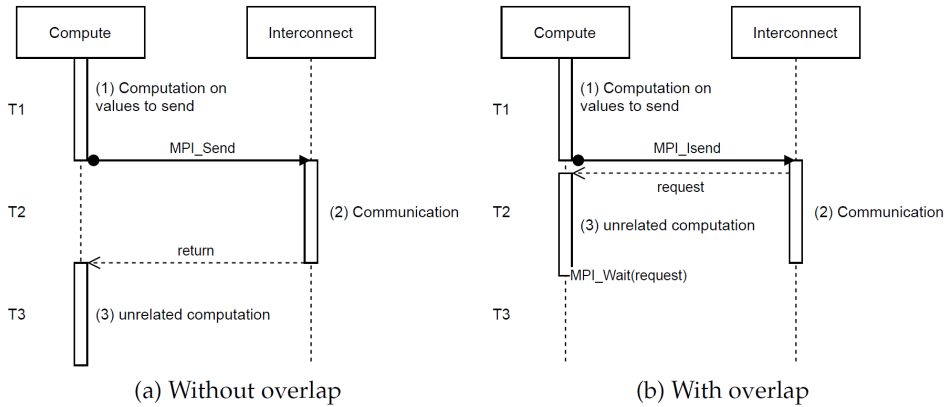 Compute
Interconnect
(1) Computation on
values to send
T1
MPI_Send
T2
(2) Communication
return
T3
(3) unrelated computation
(a) Without overlap
Compute
Interconnect
(1) Computation on
values to send
T1
MPI_Isend
request
T2
(2) Communication
(3) unrelated computation
MPI_Wait(request)
T3
(b) With overlap